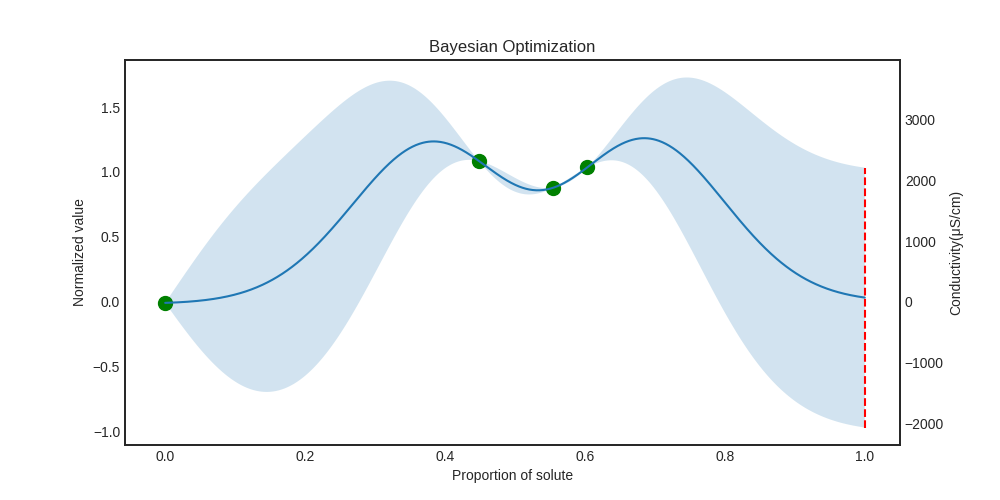 Bayesian Optimization
Normalized value
1.5
1.0
0.5
0.0
−0.5
−1.0
3000
2000
1000
0
−1000
−2000
Conductivity(μS/cm)
0.0 0.2 0.4 0.6 0.8 1.0
Proportion of solute